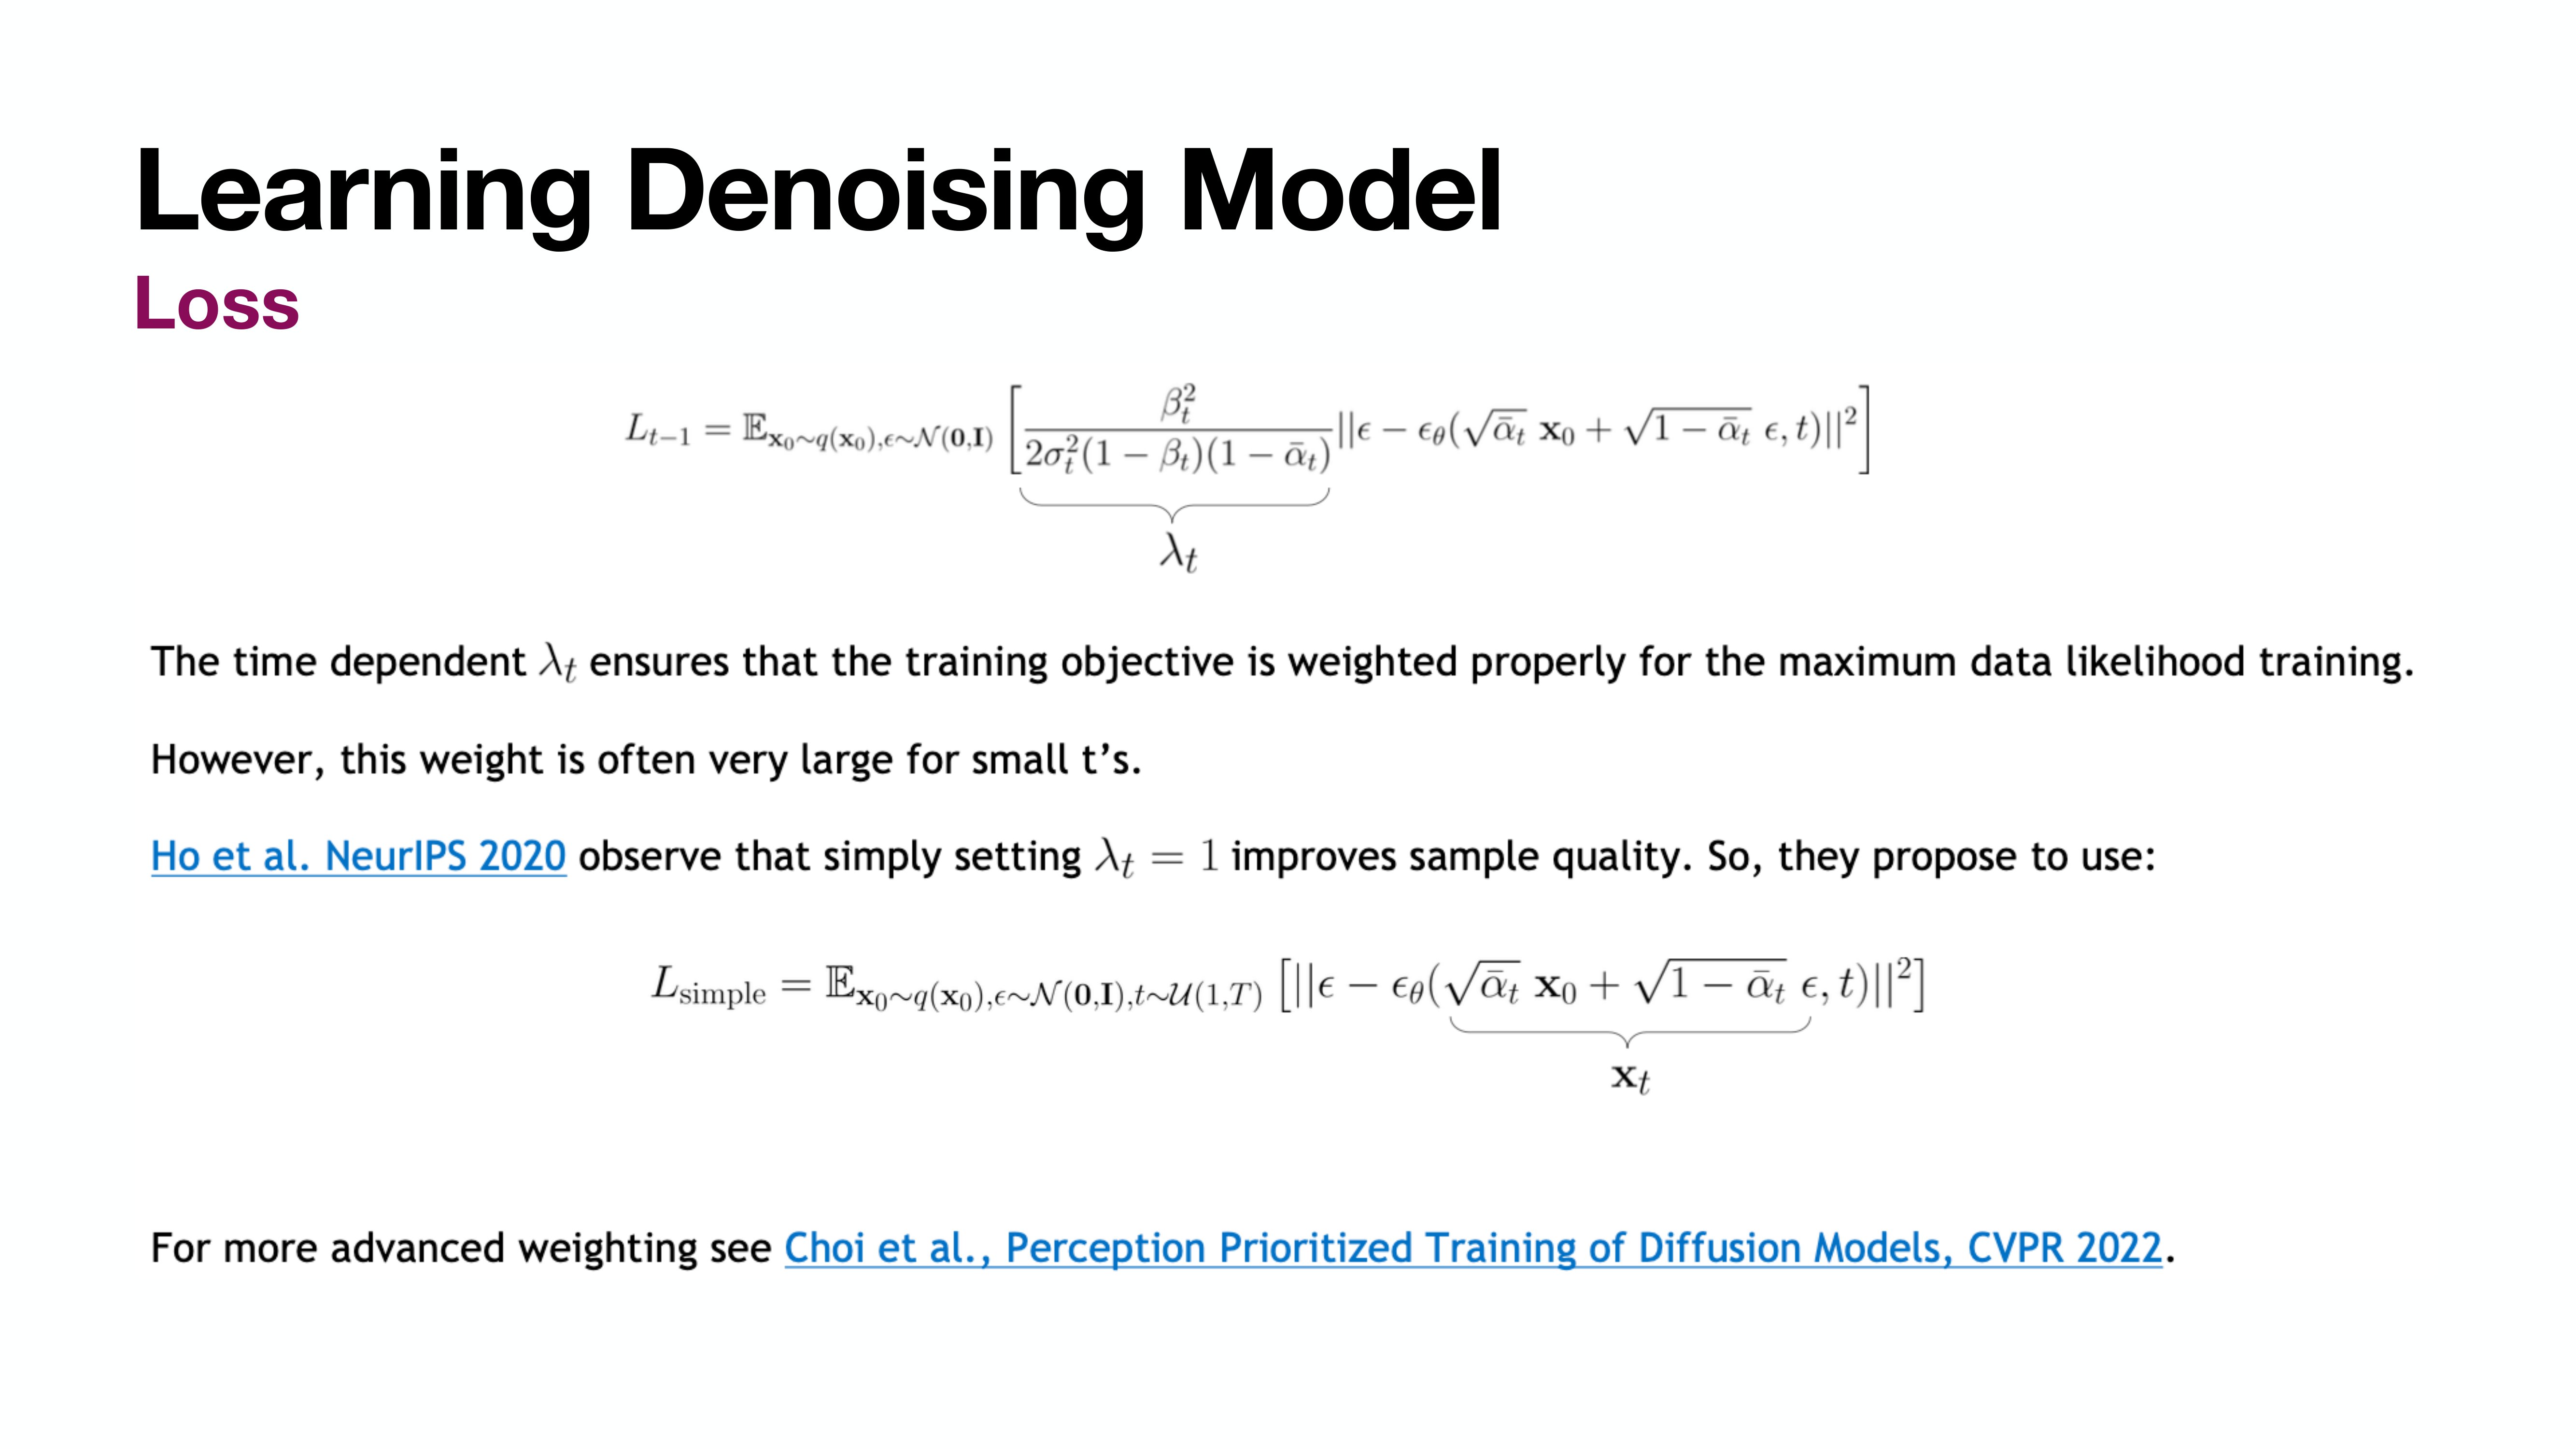 Learning Denoising Model
Loss
$L_{t-1} = \mathbb{E}_{\mathbf{x}_0 \sim q(\mathbf{x}_0), \epsilon \sim \mathcal{N}(\mathbf{0}, \mathbf{I})} \left[ \underbrace{\frac{\beta_t^2}{2\sigma_t^2(1-\beta_t)(1-\bar{\alpha}_t)}}_{\lambda_t} ||\epsilon - \epsilon_\theta(\sqrt{\bar{\alpha}_t}\, \mathbf{x}_0 + \sqrt{1-\bar{\alpha}_t}\, \epsilon, t)||^2 \right]$
The time dependent $\lambda_t$ ensures that the training objective is weighted properly for the maximum data likelihood training.
However, this weight is often very large for small t’s.
Ho et al. NeurIPS 2020 observe that simply setting $\lambda_t = 1$ improves sample quality. So, they propose to use:
$L_{\text{simple}} = \mathbb{E}_{\mathbf{x}_0 \sim q(\mathbf{x}_0), \epsilon \sim \mathcal{N}(\mathbf{0}, \mathbf{I}), t \sim \mathcal{U}(1,T)} \left[ ||\epsilon - \epsilon_\theta(\underbrace{\sqrt{\bar{\alpha}_t}\, \mathbf{x}_0 + \sqrt{1-\bar{\alpha}_t}\, \epsilon}_{\mathbf{x}_t}, t)||^2 \right]$
For more advanced weighting see Choi et al., Perception Prioritized Training of Diffusion Models, CVPR 2022.